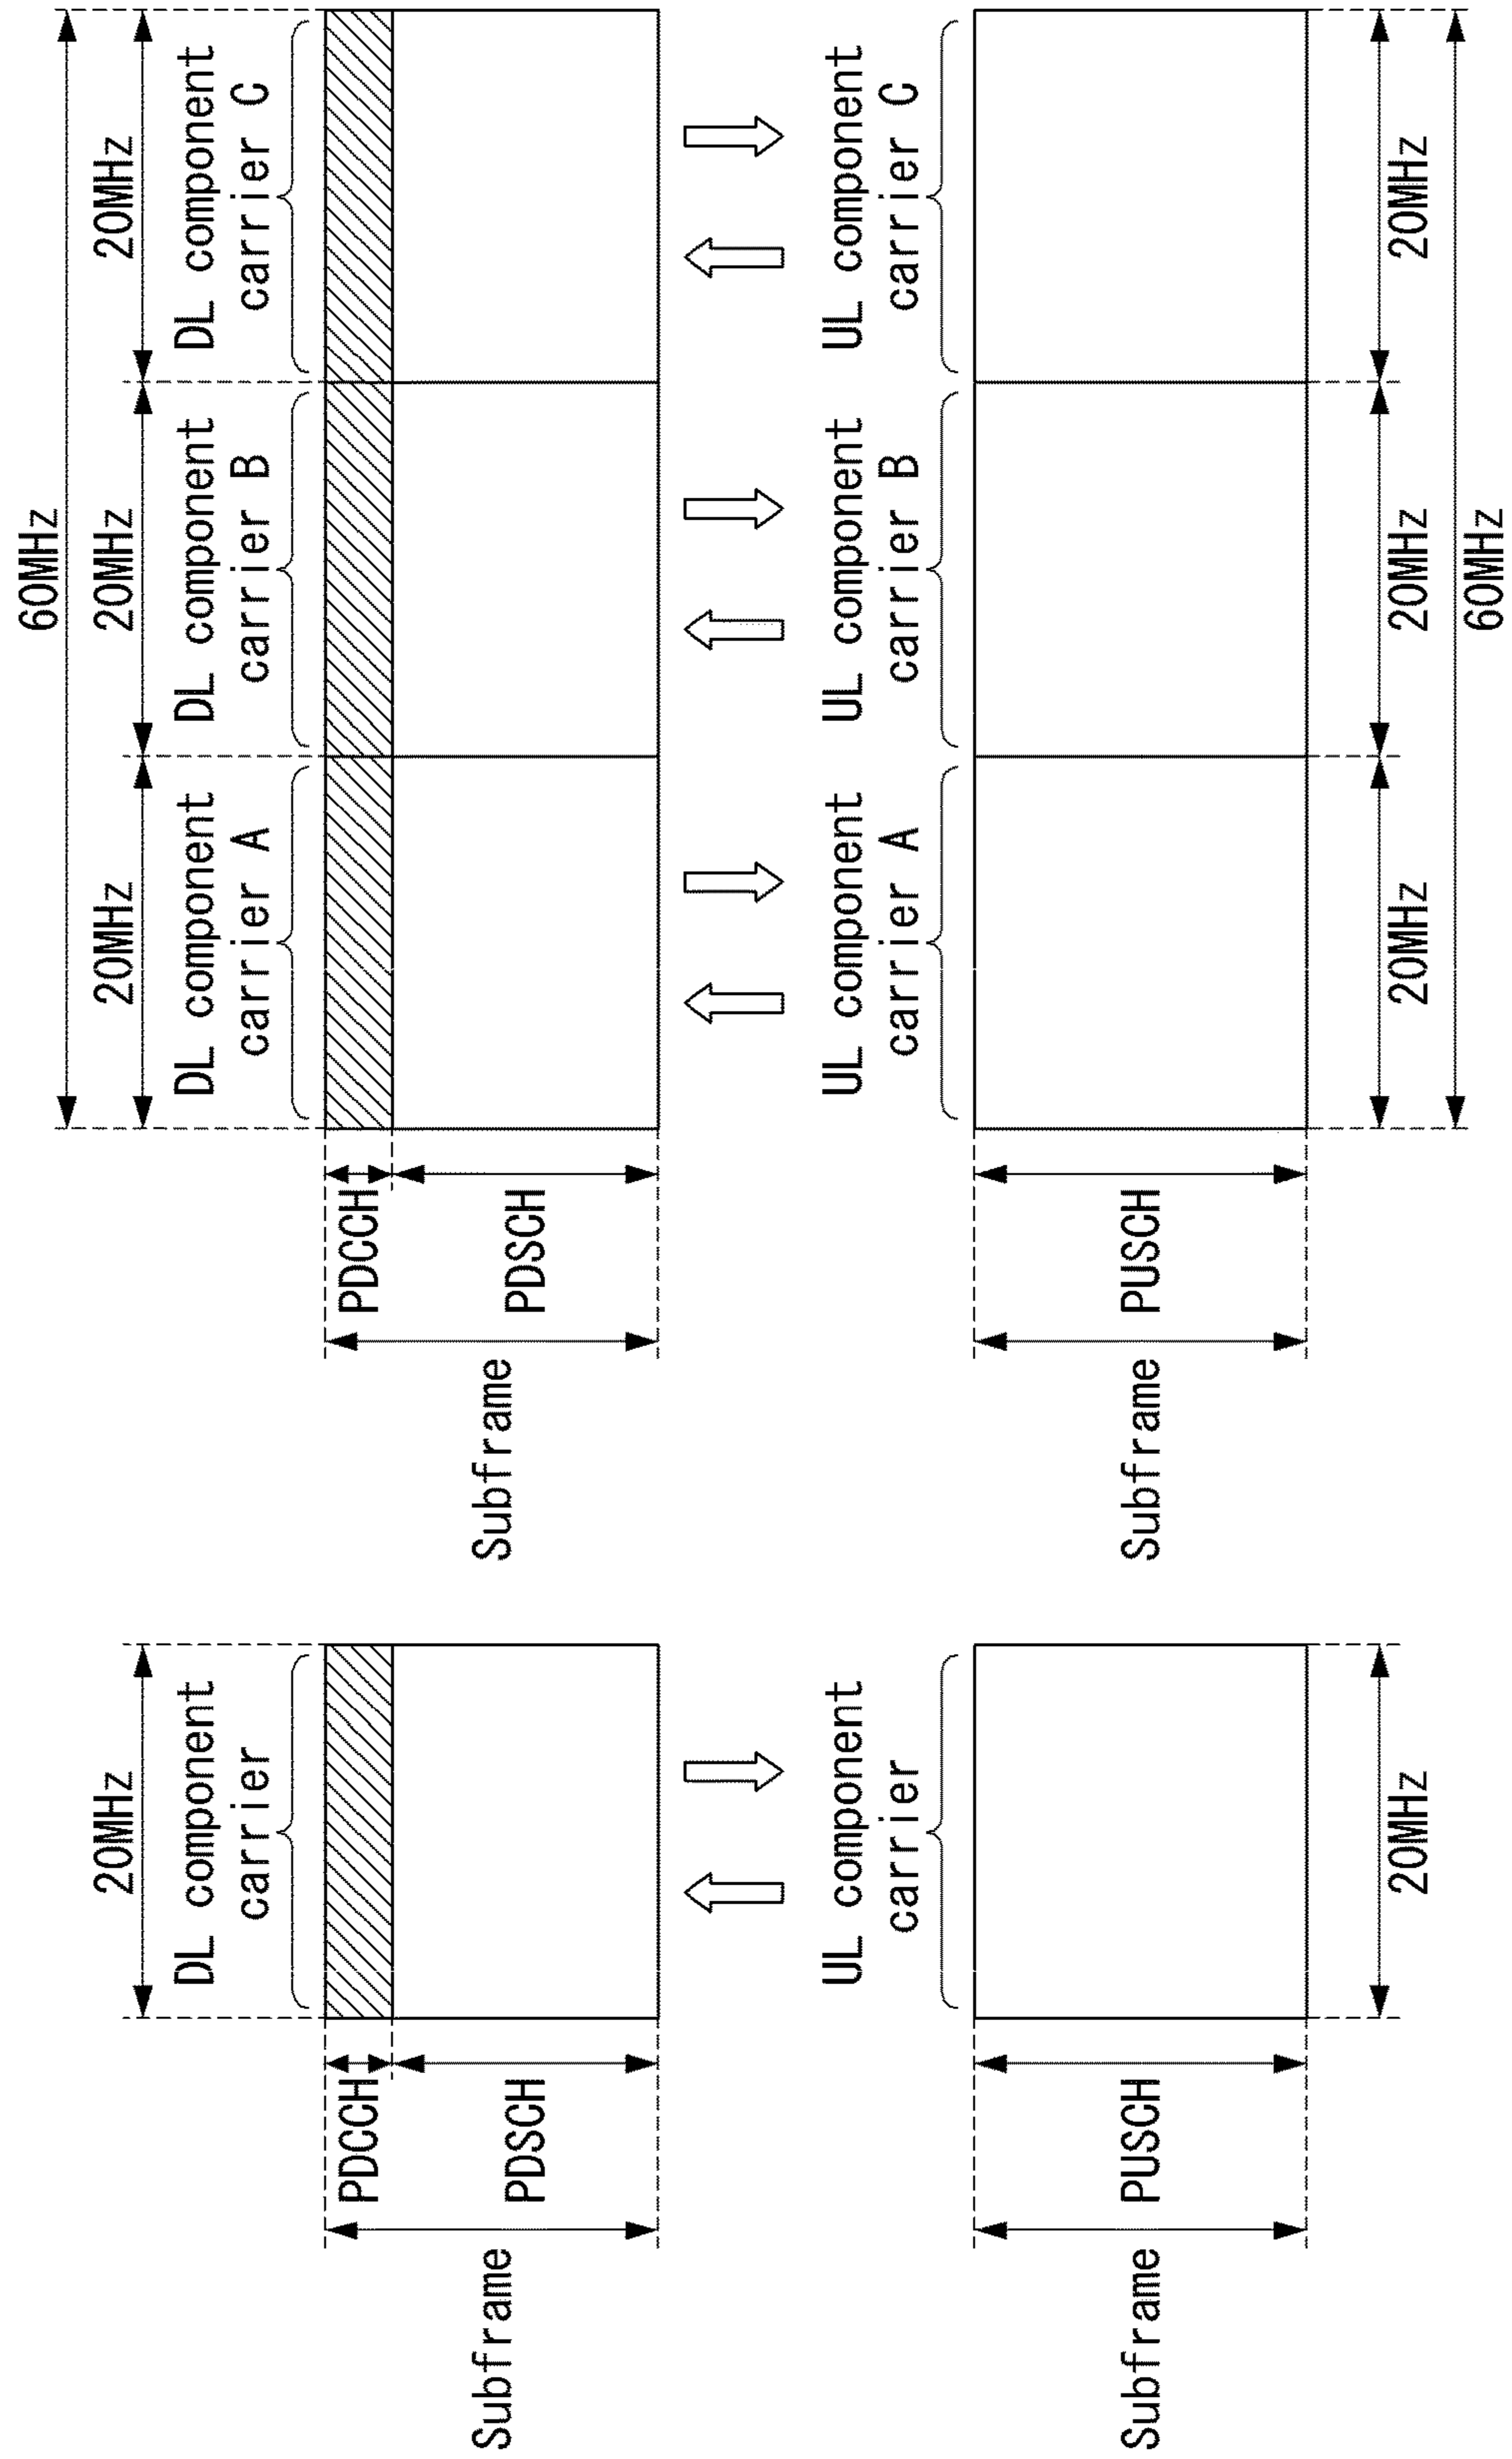 20MHz
DL component
carrier
PDCCH
PDSCH
Subframe
UL component
carrier
PUSCH
Subframe
20MHz
60MHz
20MHz
20MHz
20MHz
DL component
carrier A
DL component
carrier B
DL component
carrier C
PDCCH
PDSCH
Subframe
UL component
carrier A
UL component
carrier B
UL component
carrier C
PUSCH
Subframe
20MHz
20MHz
20MHz
60MHz